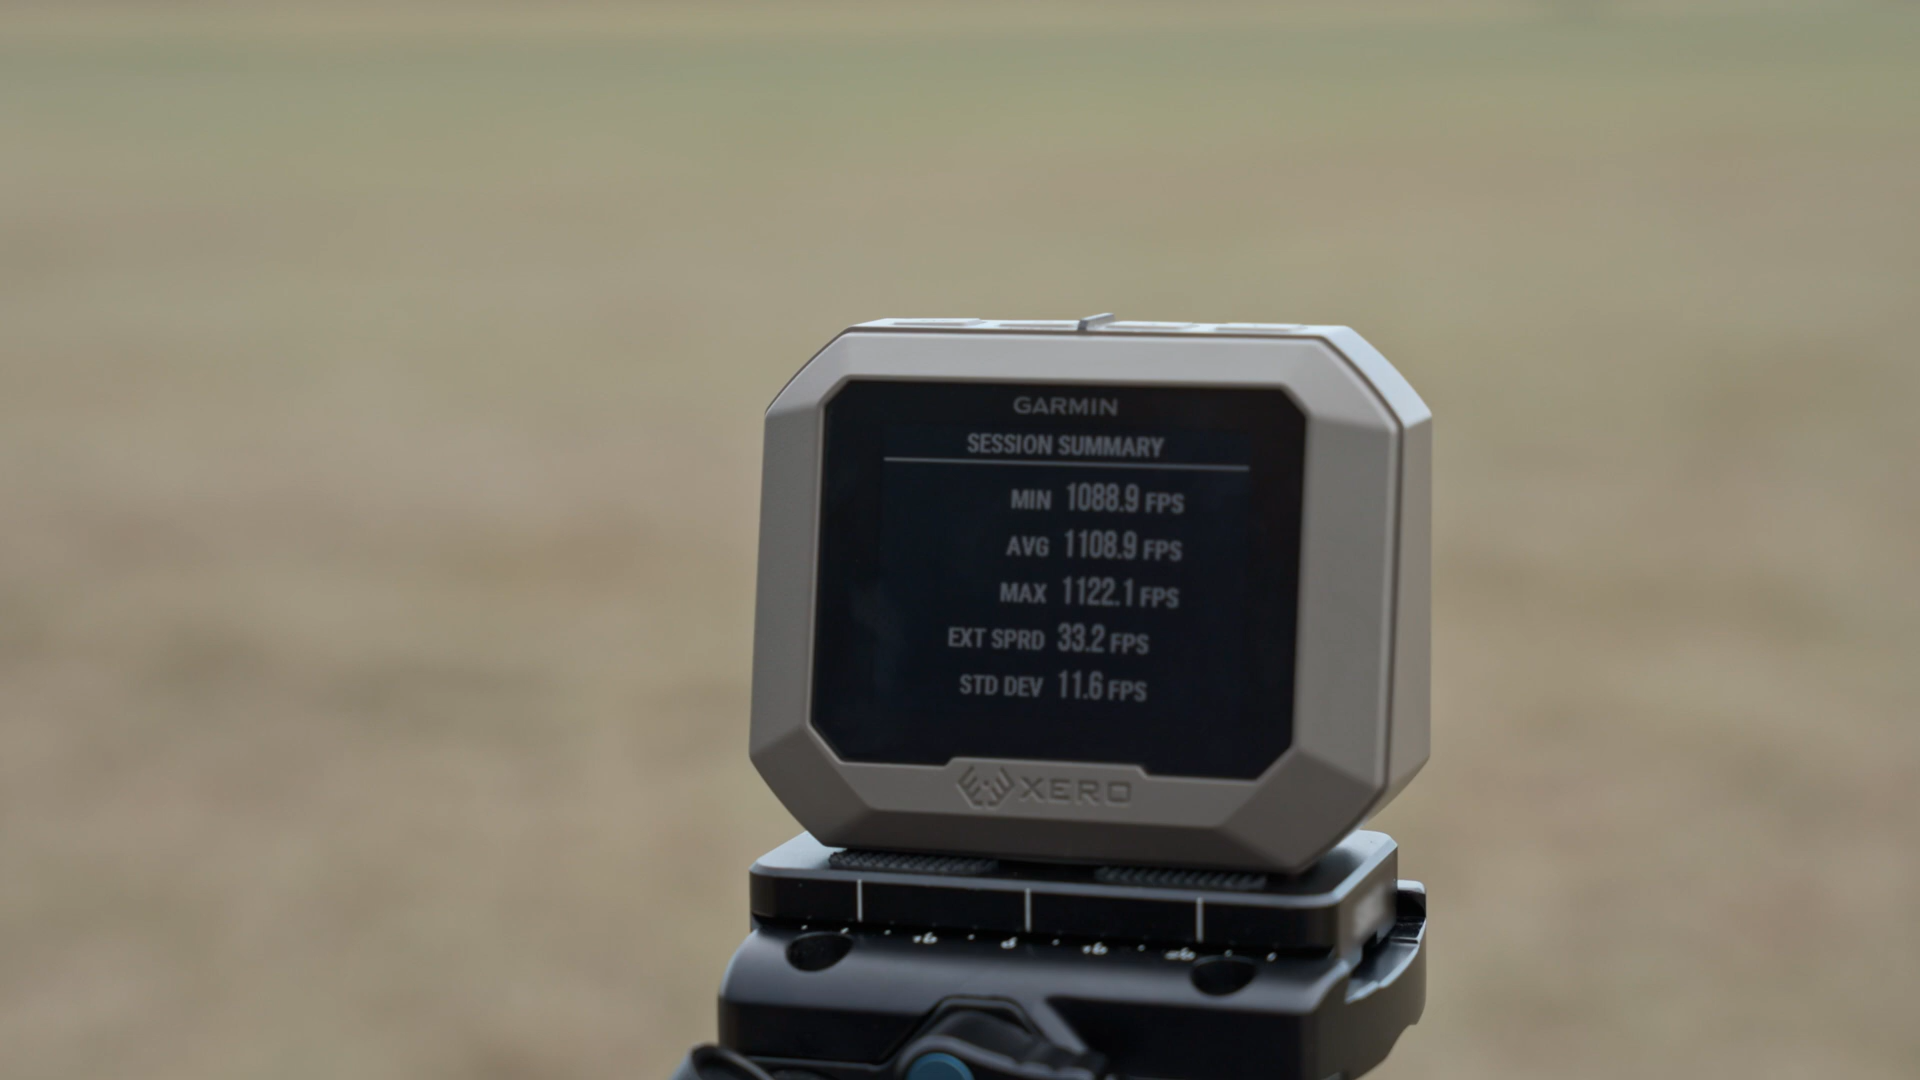 GARMIN
SESSION SUMMARY
MIN 1088.9 FPS
AVG 1108.9 FPS
MAX 1122.1 FPS
EXT SPRD 33.2 FPS
STD DEV 11.6 FPS
XERO